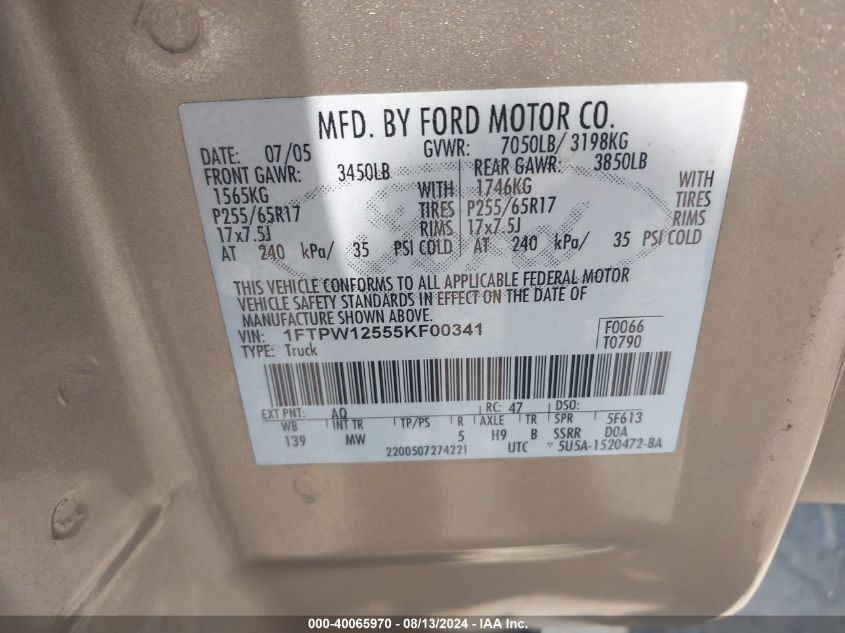 MFD. BY FORD MOTOR CO.
DATE: 07/05 GVWR: 7050LB/ 3198KG
FRONT GAWR: 3450LB REAR GAWR: 3850LB
1565KG WITH 1746KG WITH
P255/65R17 TIRES P255/65R17 TIRES
17x7.5J RIMS 17x7.5J RIMS
AT 240 kPa/ 35 PSI COLD AT 240 kPa/ 35 PSI COLD
THIS VEHICLE CONFORMS TO ALL APPLICABLE FEDERAL MOTOR
VEHICLE SAFETY STANDARDS IN EFFECT ON THE DATE OF
MANUFACTURE SHOWN ABOVE.
VIN: 1FTPW12555KF00341 F0066
TYPE: Truck T0790
EXT PNT: AQ RC: 47 DSO:
WB INT TR TP/PS R AXLE TR SPR 5F613
139 MW 5 H9 B SSRR DOA
2200507274221 UTC 5U5A-1520472-BA
000-40065970 - 08/13/2024 - IAA Inc.